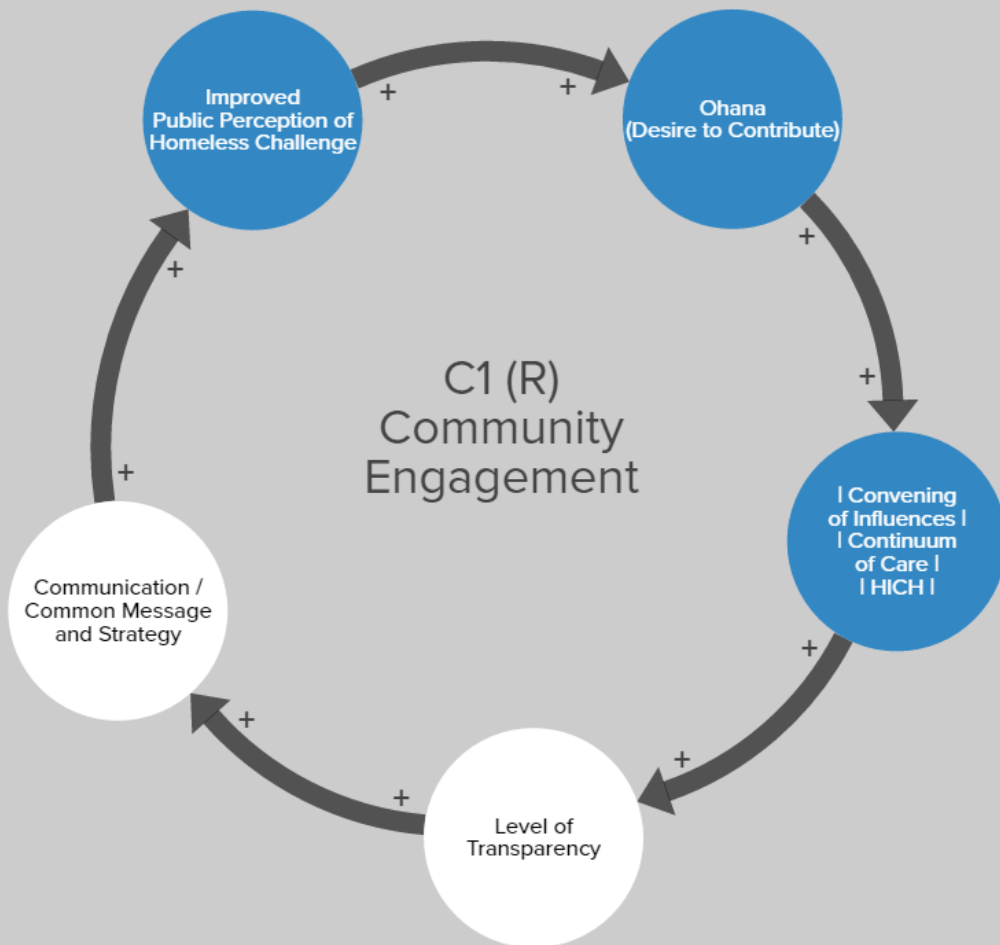 Improved
Public Perception of
Homeless Challenge
+
+
Ohana
(Desire to Contribute)
+
+
C1 (R)
Community
Engagement
| Convening
of Influences |
| Continuum
of Care |
| HICH |
+
+
Level of
Transparency
+
+
Communication /
Common Message
and Strategy
+
+